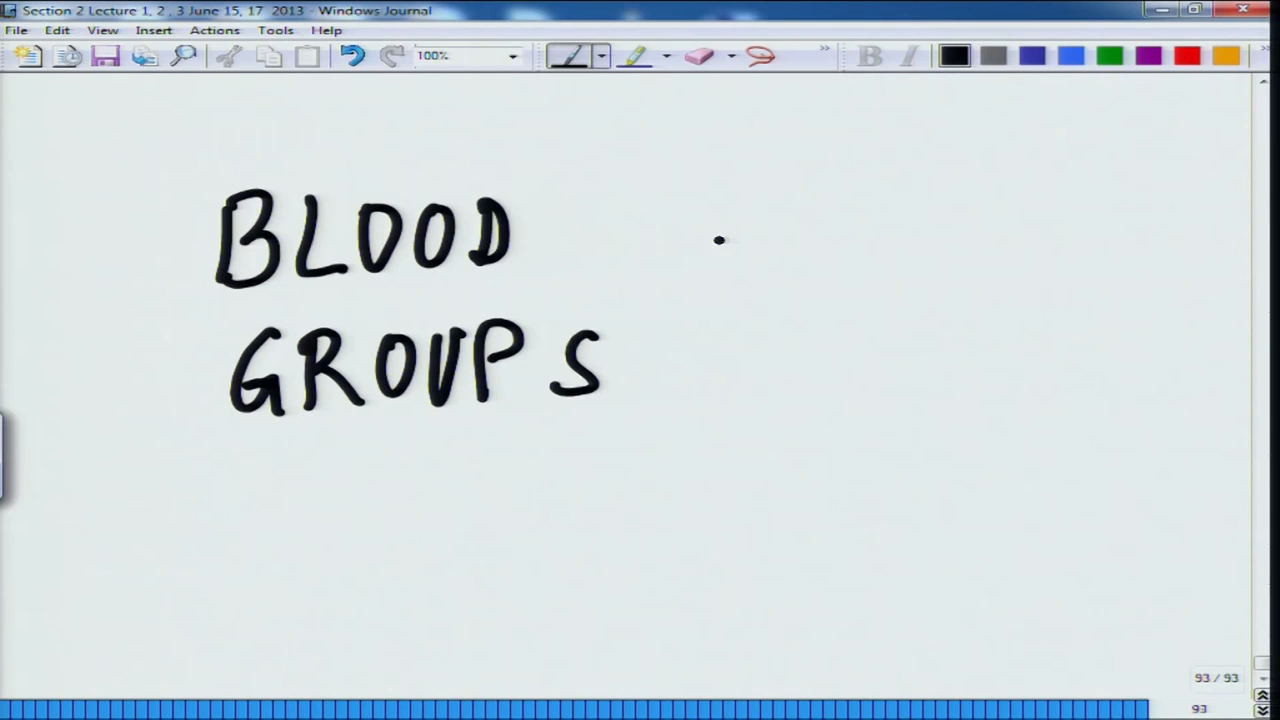 Section 2 Lecture 1, 2 , 3 June 15, 17 2013 - Windows Journal
File Edit View Insert Actions Tools Help
100% B I
BLOOD
GROUPS
93 / 93
93